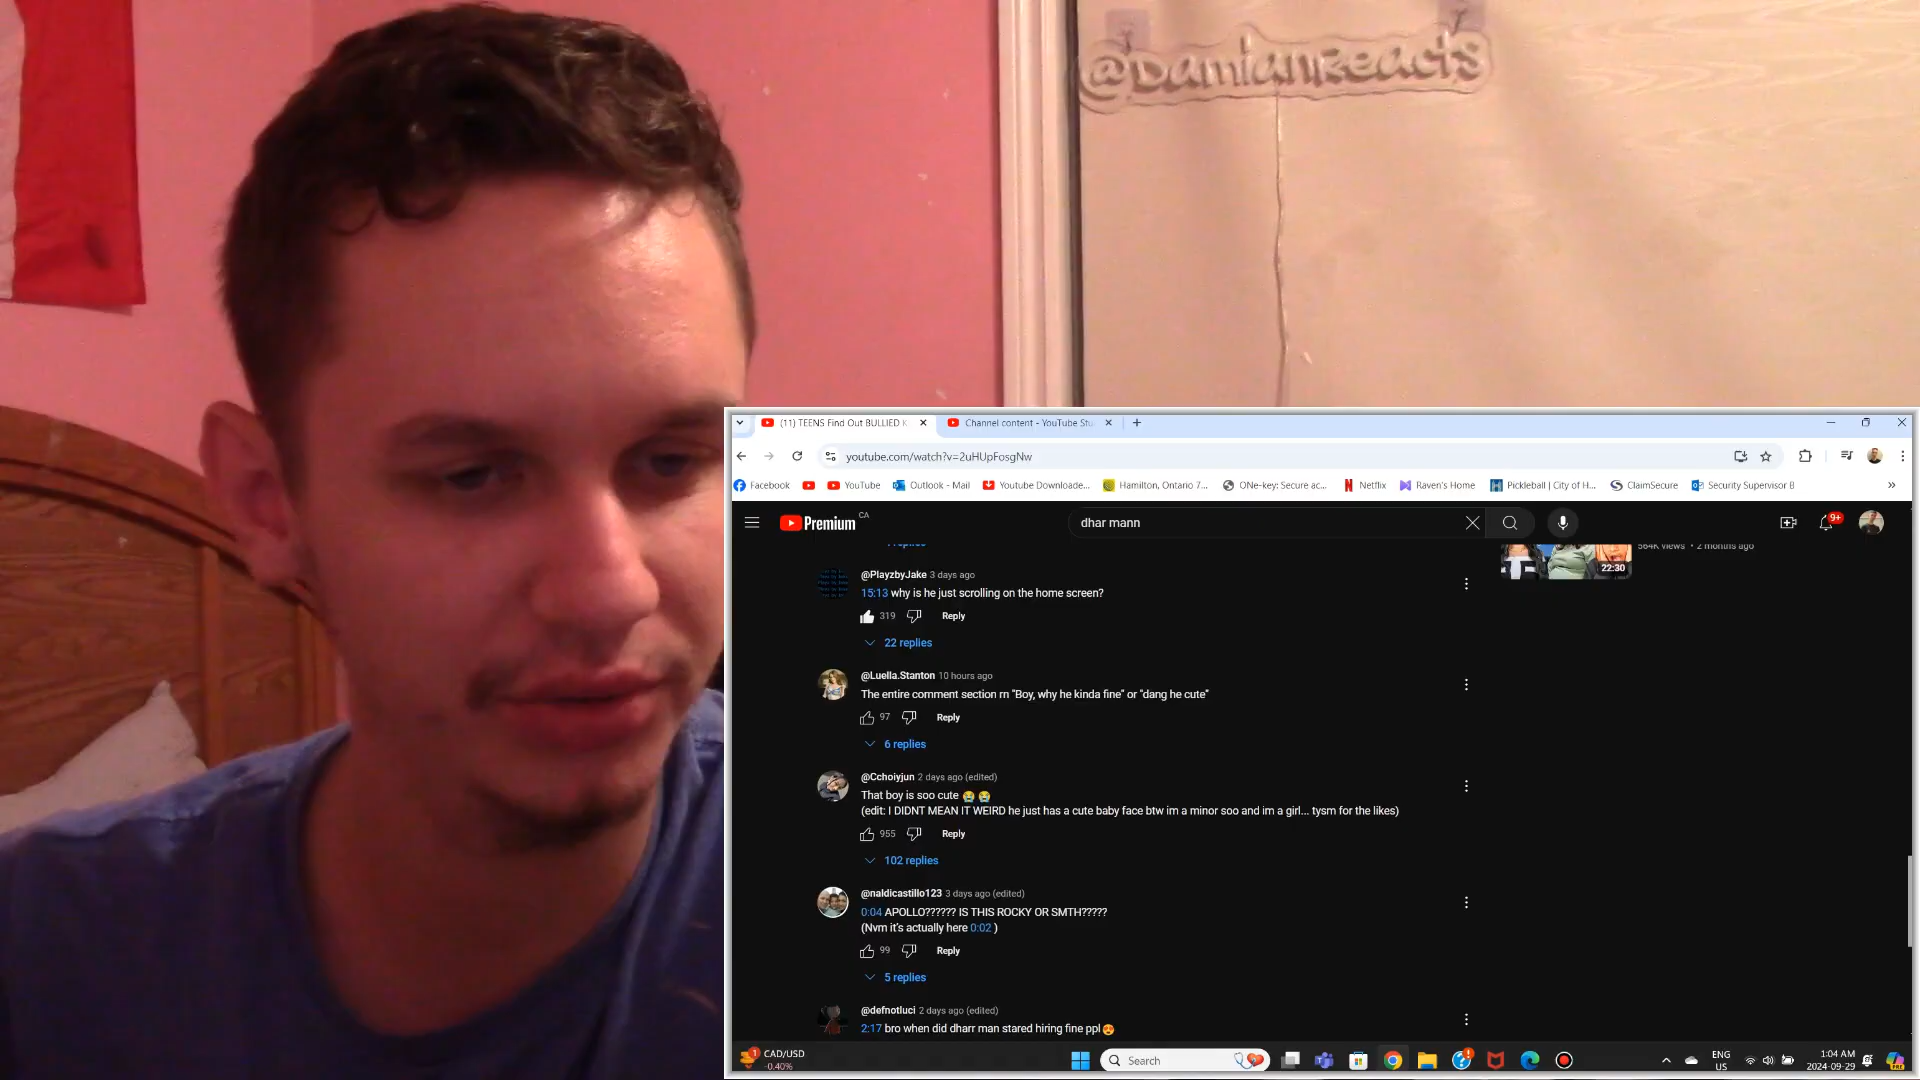 @DamianReacts
(11) TEENS Find Out BULLIED K
Channel content - YouTube Stu
youtube.com/watch?v=2uHUpFosgNw
Facebook
YouTube
Outlook - Mail
Youtube Downloade...
Hamilton, Ontario 7...
ONe-key: Secure ac...
Netflix
Raven's Home
Pickleball | City of H...
ClaimSecure
Security Supervisor B
»
Premium CA
dhar mann
9+
564K views • 2 months ago
22:30
@PlayzbyJake 3 days ago
15:13 why is he just scrolling on the home screen?
319 Reply
22 replies
@Luella.Stanton 10 hours ago
The entire comment section rn "Boy, why he kinda fine" or "dang he cute"
97 Reply
6 replies
@Cchoiyjun 2 days ago (edited)
That boy is soo cute 😭 😭
(edit: I DIDNT MEAN IT WEIRD he just has a cute baby face btw im a minor soo and im a girl... tysm for the likes)
955 Reply
102 replies
@naldicastillo123 3 days ago (edited)
0:04 APOLLO?????? IS THIS ROCKY OR SMTH?????
(Nvm it's actually here 0:02 )
99 Reply
5 replies
@defnotluci 2 days ago (edited)
2:17 bro when did dharr man stared hiring fine ppl😍
CAD/USD
-0.40%
Search
ENG
US
1:04 AM
2024-09-29